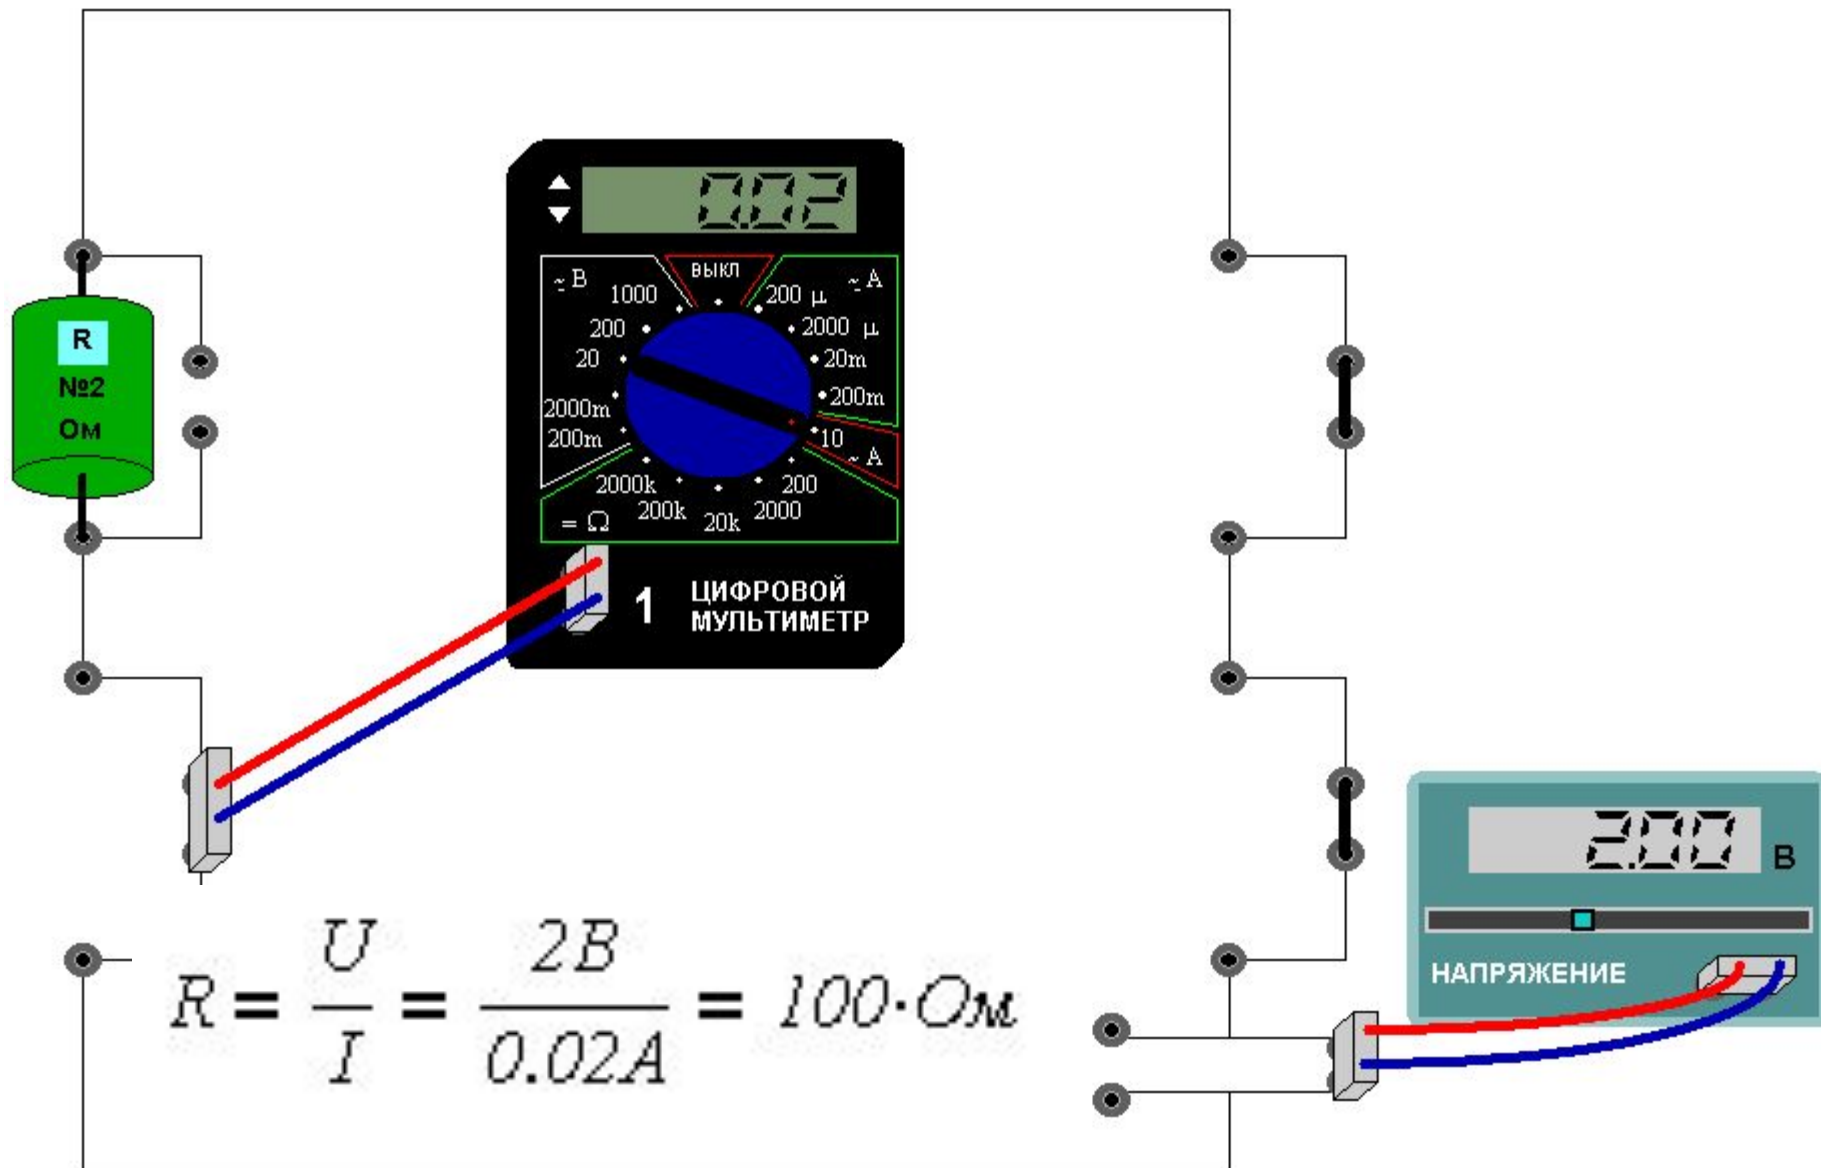 0.02
~ В
ВЫКЛ
~ А
1000
200 μ
200
2000 μ
20
20m
2000m
200m
200m
10
~ А
2000k
200
200k
20k
2000
= Ω
1
ЦИФРОВОЙ
МУЛЬТИМЕТР
R
№2
Ом
2.00 В
НАПРЯЖЕНИЕ
R = U/I = 2В/0.02А = 100·Ом